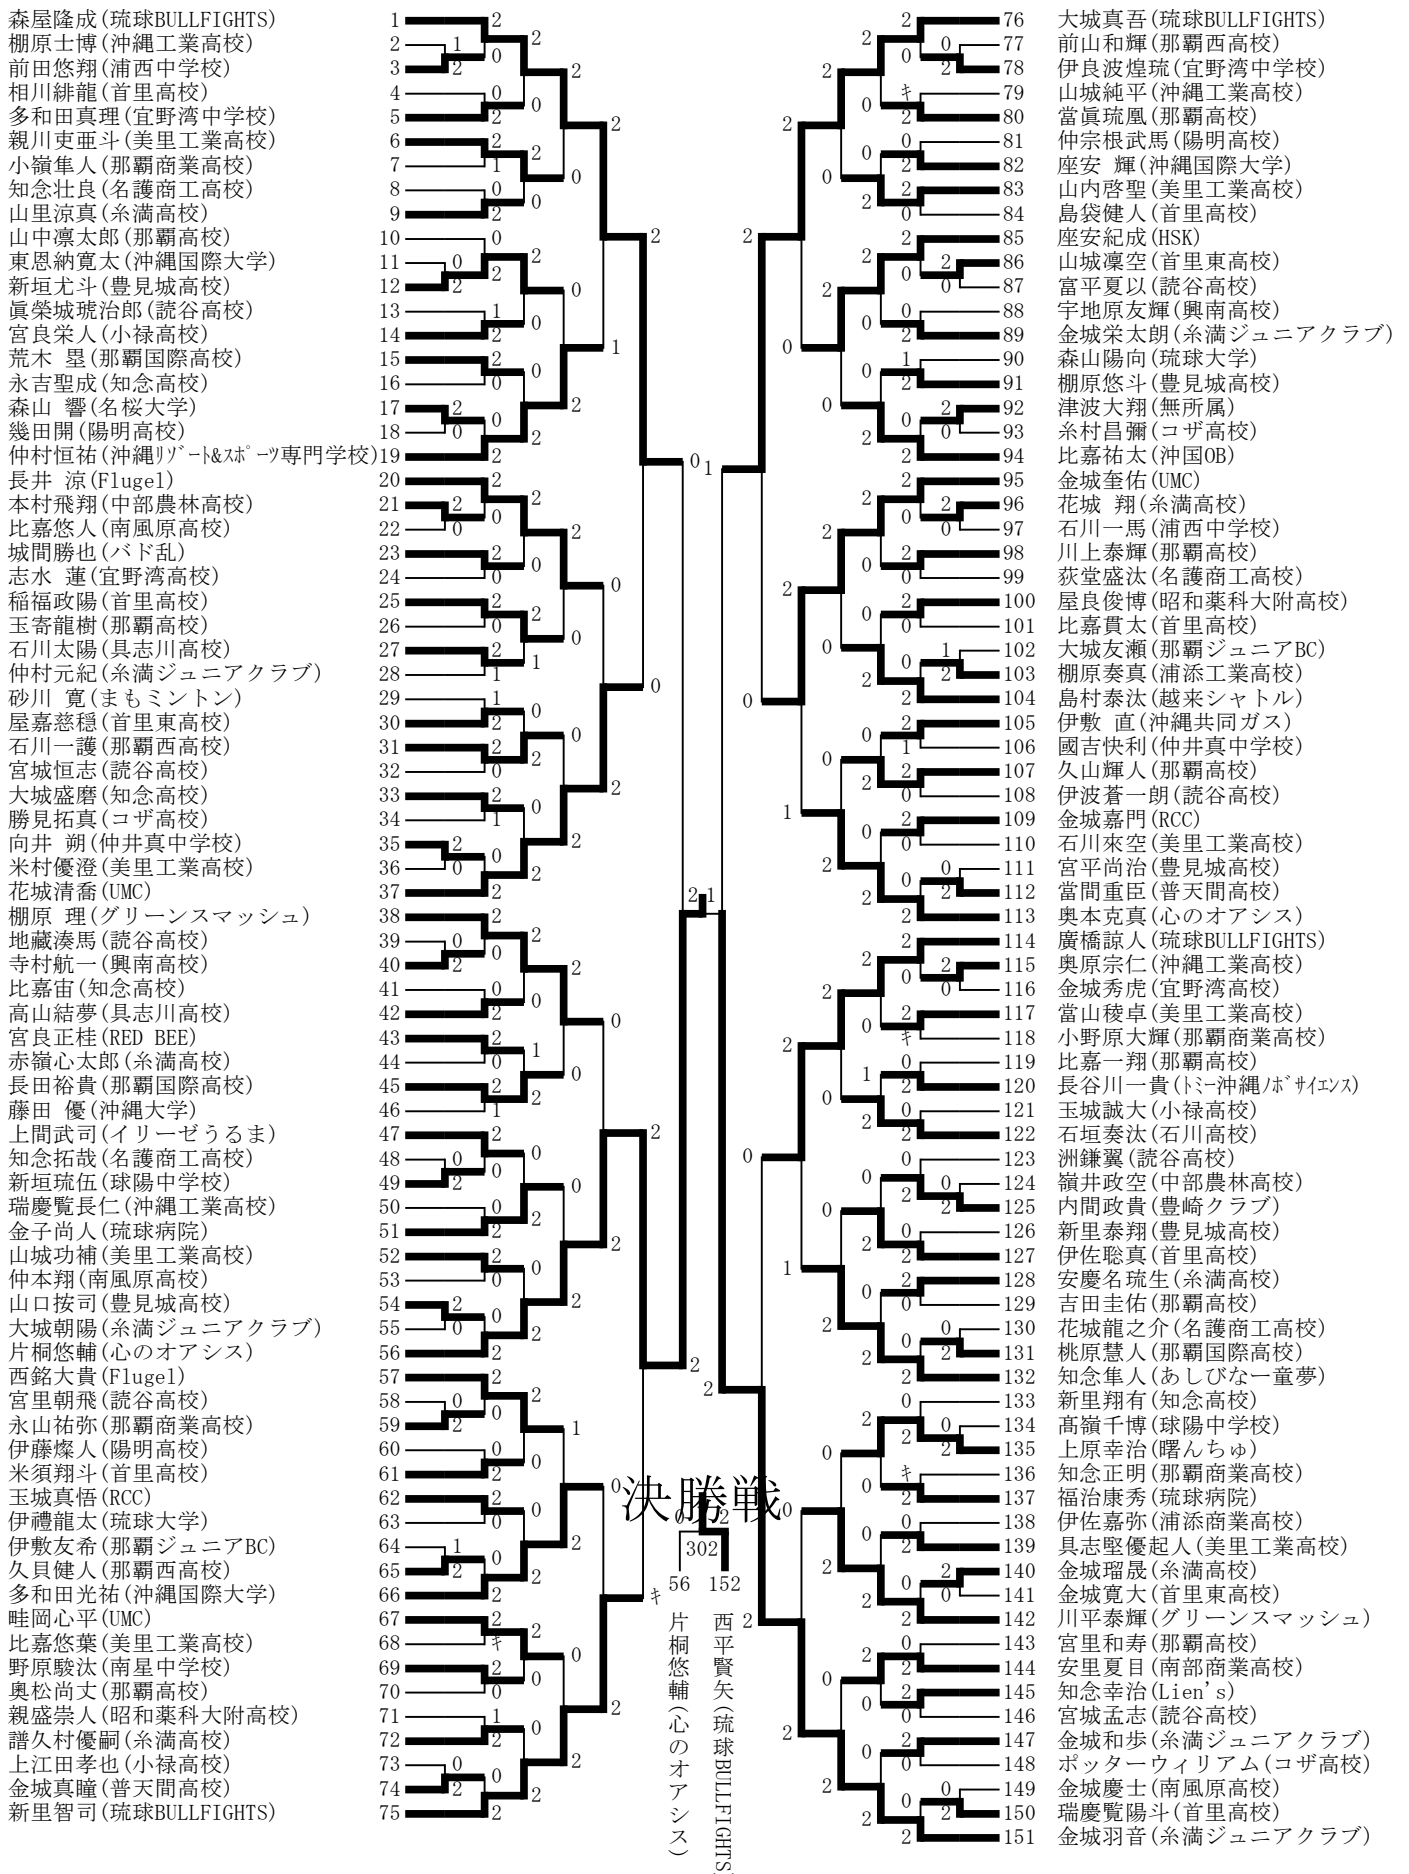 森屋隆成(琉球BULLFIGHTS) 1
棚原士博(沖縄工業高校) 2
前田悠翔(浦西中学校) 3
相川緋龍(首里高校) 4
多和田真理(宜野湾中学校) 5
親川吏亜斗(美里工業高校) 6
小嶺隼人(那覇商業高校) 7
知念壮良(名護商工高校) 8
山里涼真(糸満高校) 9
山中凛太郎(那覇高校) 10
東恩納寛太(沖縄国際大学) 11
新垣尤斗(豊見城高校) 12
眞榮城琥治郎(読谷高校) 13
宮良栄人(小禄高校) 14
荒木 塁(那覇国際高校) 15
永吉聖成(知念高校) 16
森山 響(名桜大学) 17
幾田開(陽明高校) 18
仲村恒祐(沖縄ﾘｿﾞｰﾄ&ｽﾎﾟｰﾂ専門学校) 19
長井 涼(Flugel) 20
本村飛翔(中部農林高校) 21
比嘉悠人(南風原高校) 22
城間勝也(バド乱) 23
志水 蓮(宜野湾高校) 24
稲福政陽(首里高校) 25
玉寄龍樹(那覇高校) 26
石川太陽(具志川高校) 27
仲村元紀(糸満ジュニアクラブ) 28
砂川 寛(まもミントン) 29
屋嘉慈穏(首里東高校) 30
石川一護(那覇西高校) 31
宮城恒志(読谷高校) 32
大城盛磨(知念高校) 33
勝見拓真(コザ高校) 34
向井 朔(仲井真中学校) 35
米村優澄(美里工業高校) 36
花城清喬(UMC) 37
棚原 理(グリーンスマッシュ) 38
地蔵湊馬(読谷高校) 39
寺村航一(興南高校) 40
比嘉宙(知念高校) 41
高山結夢(具志川高校) 42
宮良正桂(RED BEE) 43
赤嶺心太郎(糸満高校) 44
長田裕貴(那覇国際高校) 45
藤田 優(沖縄大学) 46
上間武司(イリーゼうるま) 47
知念拓哉(名護商工高校) 48
新垣琉伍(球陽中学校) 49
瑞慶覧長仁(沖縄工業高校) 50
金子尚人(琉球病院) 51
山城功補(美里工業高校) 52
仲本翔(南風原高校) 53
山口按司(豊見城高校) 54
大城朝陽(糸満ジュニアクラブ) 55
片桐悠輔(心のオアシス) 56
西銘大貴(Flugel) 57
宮里朝飛(読谷高校) 58
永山祐弥(那覇商業高校) 59
伊藤燦人(陽明高校) 60
米須翔斗(首里高校) 61
玉城真悟(RCC) 62
伊禮龍太(琉球大学) 63
伊敷友希(那覇ジュニアBC) 64
久貝健人(那覇西高校) 65
多和田光祐(沖縄国際大学) 66
畦岡心平(UMC) 67
比嘉悠葉(美里工業高校) 68
野原駿汰(南星中学校) 69
奥松尚丈(那覇高校) 70
親盛崇人(昭和薬科大附高校) 71
譜久村優嗣(糸満高校) 72
上江田孝也(小禄高校) 73
金城真瞳(普天間高校) 74
新里智司(琉球BULLFIGHTS) 75
76 大城真吾(琉球BULLFIGHTS)
77 前山和輝(那覇西高校)
78 伊良波煌琉(宜野湾中学校)
79 山城純平(沖縄工業高校)
80 當眞琉凰(那覇高校)
81 仲宗根武馬(陽明高校)
82 座安 輝(沖縄国際大学)
83 山内啓聖(美里工業高校)
84 島袋健人(首里高校)
85 座安紀成(HSK)
86 山城凜空(首里東高校)
87 富平夏以(読谷高校)
88 宇地原友輝(興南高校)
89 金城栄太朗(糸満ジュニアクラブ)
90 森山陽向(琉球大学)
91 棚原悠斗(豊見城高校)
92 津波大翔(無所属)
93 糸村昌彌(コザ高校)
94 比嘉祐太(沖国OB)
95 金城奎佑(UMC)
96 花城 翔(糸満高校)
97 石川一馬(浦西中学校)
98 川上泰輝(那覇高校)
99 荻堂盛汰(名護商工高校)
100 屋良俊博(昭和薬科大附高校)
101 比嘉貫太(首里高校)
102 大城友瀬(那覇ジュニアBC)
103 棚原奏真(浦添工業高校)
104 島村泰汰(越来シャトル)
105 伊敷 直(沖縄共同ガス)
106 國吉快利(仲井真中学校)
107 久山輝人(那覇高校)
108 伊波蒼一朗(読谷高校)
109 金城嘉門(RCC)
110 石川來空(美里工業高校)
111 宮平尚治(豊見城高校)
112 當間重臣(普天間高校)
113 奥本克真(心のオアシス)
114 廣橋諒人(琉球BULLFIGHTS)
115 奥原宗仁(沖縄工業高校)
116 金城秀虎(宜野湾高校)
117 當山稜卓(美里工業高校)
118 小野原大輝(那覇商業高校)
119 比嘉一翔(那覇高校)
120 長谷川一貴(ﾄﾐｰ沖縄ﾉﾎﾞｻｲｴﾝｽ)
121 玉城誠大(小禄高校)
122 石垣奏汰(石川高校)
123 洲鎌翼(読谷高校)
124 嶺井政空(中部農林高校)
125 内間政貴(豊崎クラブ)
126 新里泰翔(豊見城高校)
127 伊佐聡真(首里高校)
128 安慶名琉生(糸満高校)
129 吉田圭佑(那覇高校)
130 花城龍之介(名護商工高校)
131 桃原慧人(那覇国際高校)
132 知念隼人(あしびなー童夢)
133 新里翔有(知念高校)
134 髙嶺千博(球陽中学校)
135 上原幸治(曙んちゅ)
136 知念正明(那覇商業高校)
137 福治康秀(琉球病院)
138 伊佐嘉弥(浦添商業高校)
139 具志堅優起人(美里工業高校)
140 金城瑠晟(糸満高校)
141 金城寛大(首里東高校)
142 川平泰輝(グリーンスマッシュ)
143 宮里和寿(那覇高校)
144 安里夏目(南部商業高校)
145 知念幸治(Lien's)
146 宮城孟志(読谷高校)
147 金城和歩(糸満ジュニアクラブ)
148 ポッターウィリアム(コザ高校)
149 金城慶士(南風原高校)
150 瑞慶覧陽斗(首里高校)
151 金城羽音(糸満ジュニアクラブ)
決勝戦
0 2
302
56 152
片桐悠輔(心のオアシス)
西平賢矢(琉球BULLFIGHTS